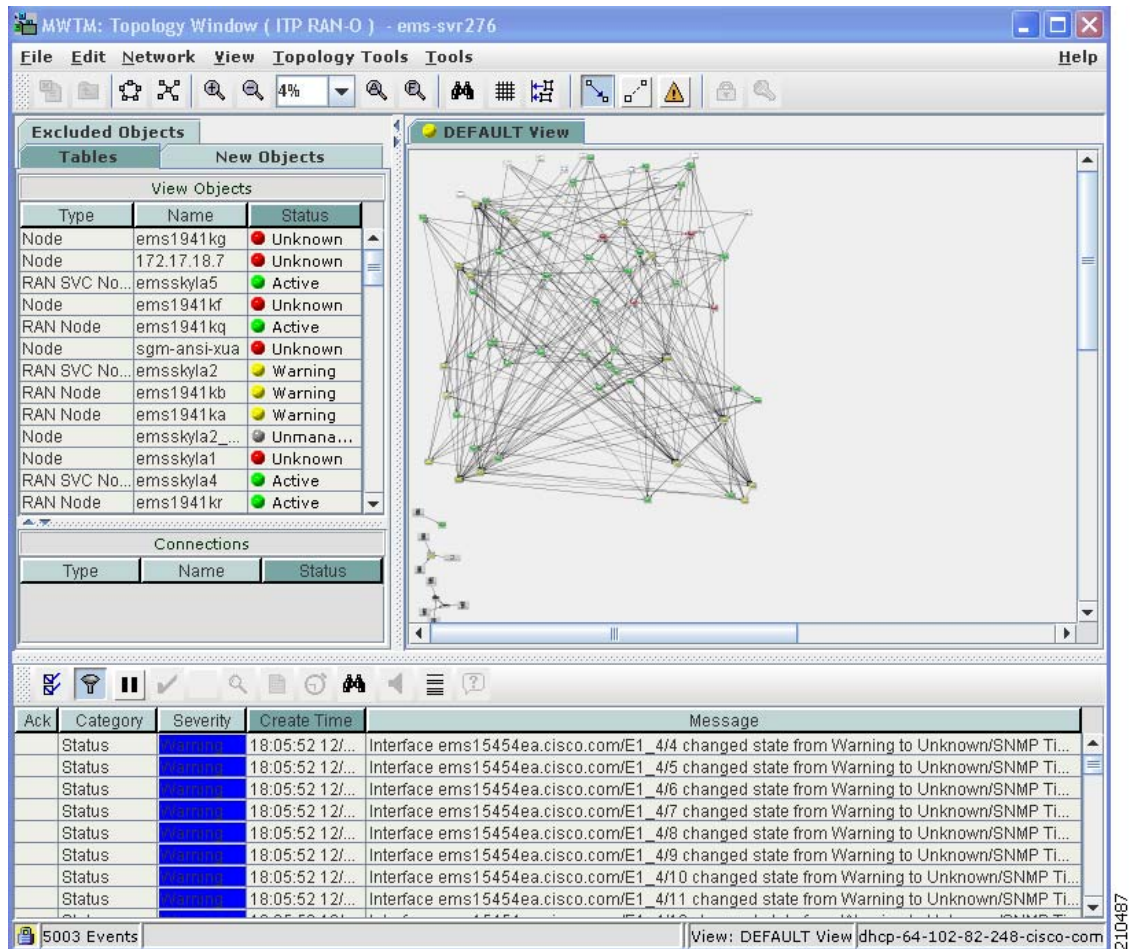 MWTM: Topology Window ( ITP RAN-O ) - ems-svr276
File Edit Network View Topology Tools Tools Help
4%
Excluded Objects
Tables New Objects
DEFAULT View
View Objects
Type Name Status
Node ems1941kg Unknown
Node 172.17.18.7 Unknown
RAN SVC No... emsskyla5 Active
Node ems1941kf Unknown
RAN Node ems1941kq Active
Node sgm-ansi-xua Unknown
RAN SVC No... emsskyla2 Warning
RAN Node ems1941kb Warning
RAN Node ems1941ka Warning
Node emsskyla2_... Unmana...
Node emsskyla1 Unknown
RAN SVC No... emsskyla4 Active
RAN Node ems1941kr Active
Connections
Type Name Status
Ack Category Severity Create Time Message
Status Warning 18:05:52 12/... Interface ems15454ea.cisco.com/E1_4/4 changed state from Warning to Unknown/SNMP Ti...
Status Warning 18:05:52 12/... Interface ems15454ea.cisco.com/E1_4/5 changed state from Warning to Unknown/SNMP Ti...
Status Warning 18:05:52 12/... Interface ems15454ea.cisco.com/E1_4/6 changed state from Warning to Unknown/SNMP Ti...
Status Warning 18:05:52 12/... Interface ems15454ea.cisco.com/E1_4/7 changed state from Warning to Unknown/SNMP Ti...
Status Warning 18:05:52 12/... Interface ems15454ea.cisco.com/E1_4/8 changed state from Warning to Unknown/SNMP Ti...
Status Warning 18:05:52 12/... Interface ems15454ea.cisco.com/E1_4/9 changed state from Warning to Unknown/SNMP Ti...
Status Warning 18:05:52 12/... Interface ems15454ea.cisco.com/E1_4/10 changed state from Warning to Unknown/SNMP Ti...
Status Warning 18:05:52 12/... Interface ems15454ea.cisco.com/E1_4/11 changed state from Warning to Unknown/SNMP Ti...
5003 Events View: DEFAULT View dhcp-64-102-82-248-cisco-com
210487